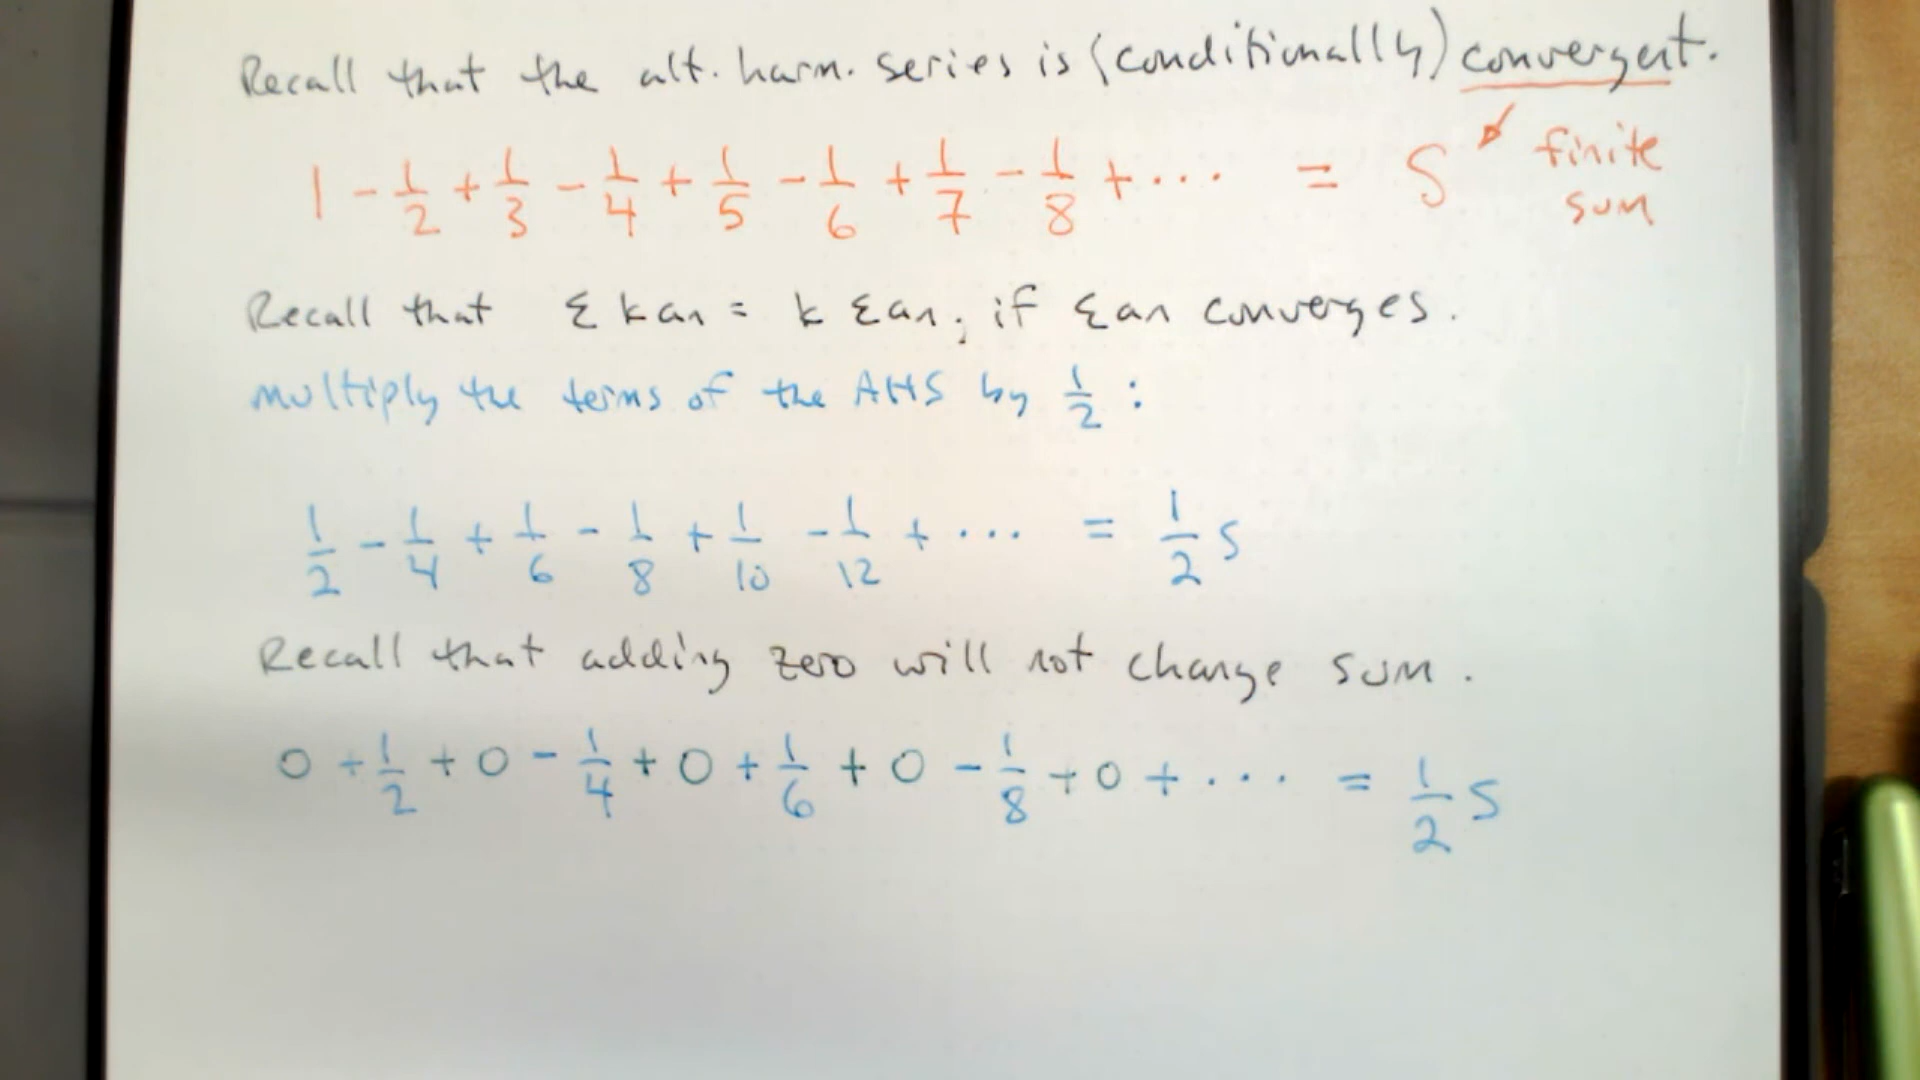 Recall that the alt. harm. series is (conditionally) convergent.
1 - 1/2 + 1/3 - 1/4 + 1/5 - 1/6 + 1/7 - 1/8 + ... = S finite sum
Recall that Σ k an = k Σ an, if Σ an converges.
multiply the terms of the AHS by 1/2 :
1/2 - 1/4 + 1/6 - 1/8 + 1/10 - 1/12 + ... = 1/2 S
Recall that adding zero will not change sum.
0 + 1/2 + 0 - 1/4 + 0 + 1/6 + 0 - 1/8 + 0 + ... = 1/2 S